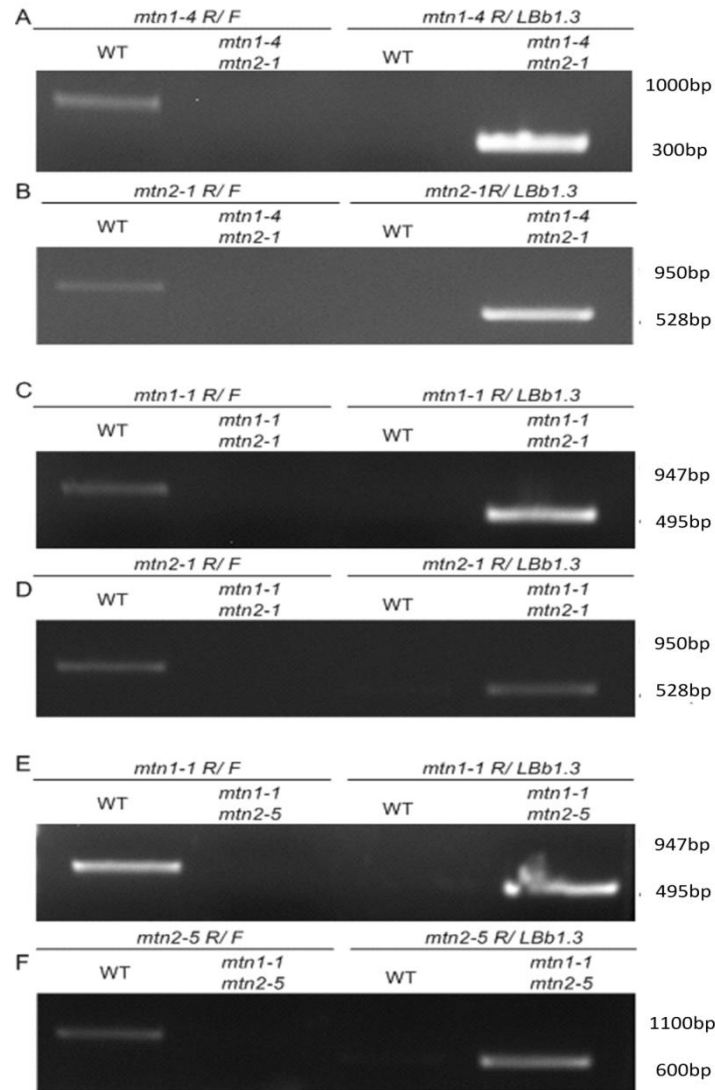 A
mtn1-4 R/ F mtn1-4 R/ LBb1.3
WT mtn1-4 mtn2-1 WT mtn1-4 mtn2-1
1000bp
300bp
B
mtn2-1 R/ F mtn2-1R/ LBb1.3
WT mtn1-4 mtn2-1 WT mtn1-4 mtn2-1
950bp
528bp
C
mtn1-1 R/ F mtn1-1 R/ LBb1.3
WT mtn1-1 mtn2-1 WT mtn1-1 mtn2-1
947bp
495bp
mtn2-1 R/ F mtn2-1 R/ LBb1.3
D
WT mtn1-1 mtn2-1 WT mtn1-1 mtn2-1
950bp
528bp
E
mtn1-1 R/ F mtn1-1 R/ LBb1.3
WT mtn1-1 mtn2-5 WT mtn1-1 mtn2-5
947bp
495bp
mtn2-5 R/ F mtn2-5 R/ LBb1.3
F
WT mtn1-1 mtn2-5 WT mtn1-1 mtn2-5
1100bp
600bp